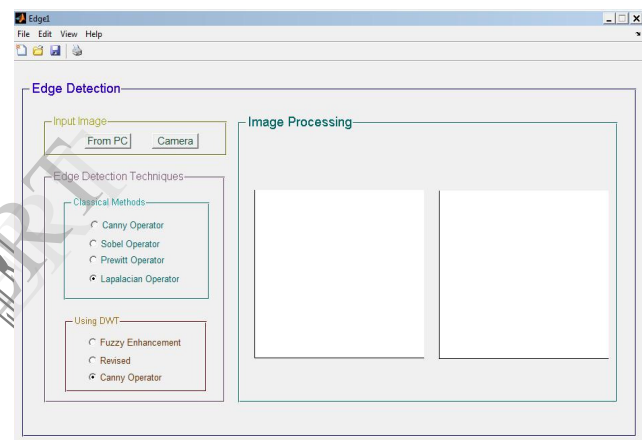 Edge1
File Edit View Help
Edge Detection
Input Image
From PC Camera
Edge Detection Techniques
Classical Methods
Canny Operator
Sobel Operator
Prewitt Operator
Lapalacian Operator
Using DWT
Fuzzy Enhancement
Revised
Canny Operator
Image Processing